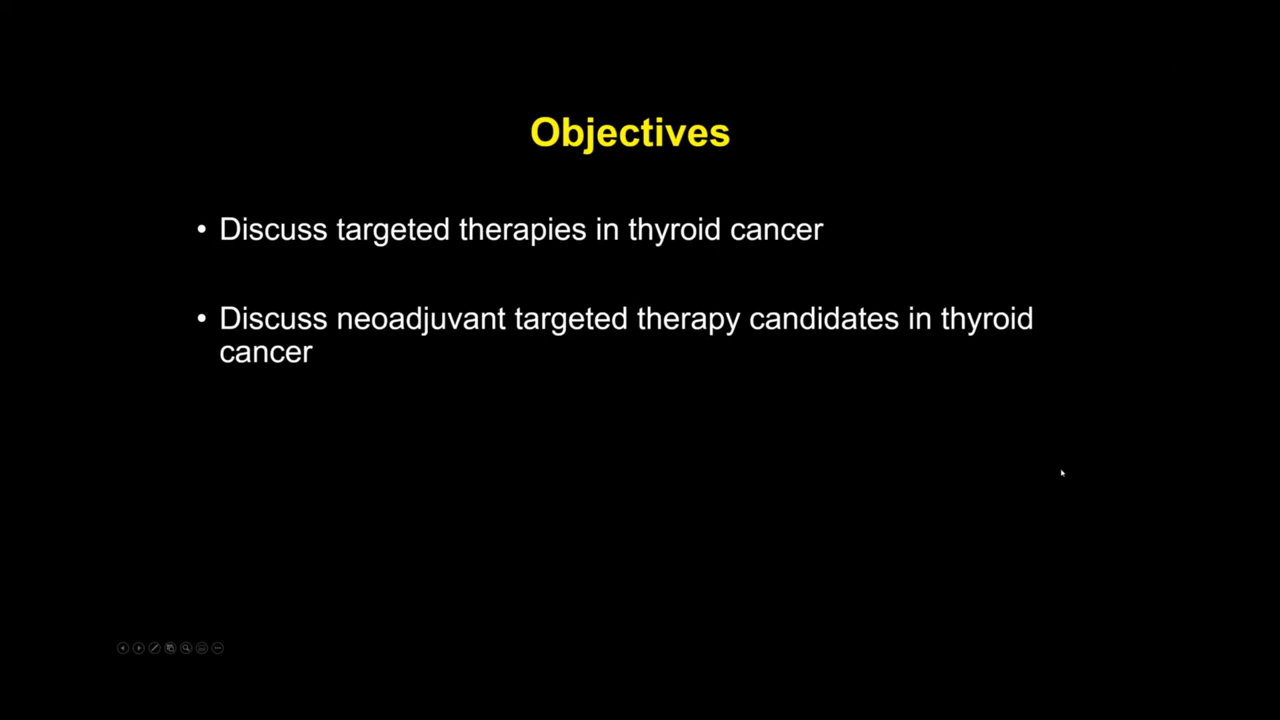 Objectives
• Discuss targeted therapies in thyroid cancer
• Discuss neoadjuvant targeted therapy candidates in thyroid
cancer